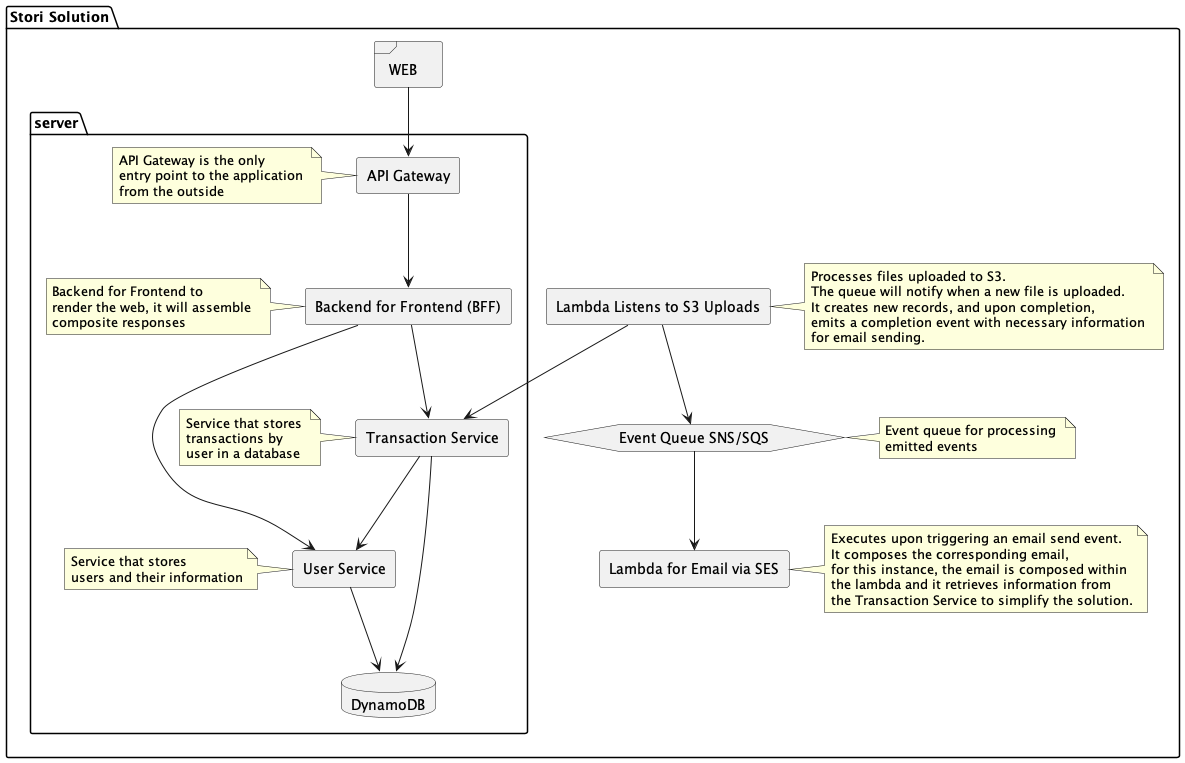 Stori Solution
WEB
server
API Gateway is the only
entry point to the application
from the outside
API Gateway
Backend for Frontend to
render the web, it will assemble
composite responses
Backend for Frontend (BFF)
Lambda Listens to S3 Uploads
Processes files uploaded to S3.
The queue will notify when a new file is uploaded.
It creates new records, and upon completion,
emits a completion event with necessary information
for email sending.
Service that stores
transactions by
user in a database
Transaction Service
Event Queue SNS/SQS
Event queue for processing
emitted events
Service that stores
users and their information
User Service
Lambda for Email via SES
Executes upon triggering an email send event.
It composes the corresponding email,
for this instance, the email is composed within
the lambda and it retrieves information from
the Transaction Service to simplify the solution.
DynamoDB